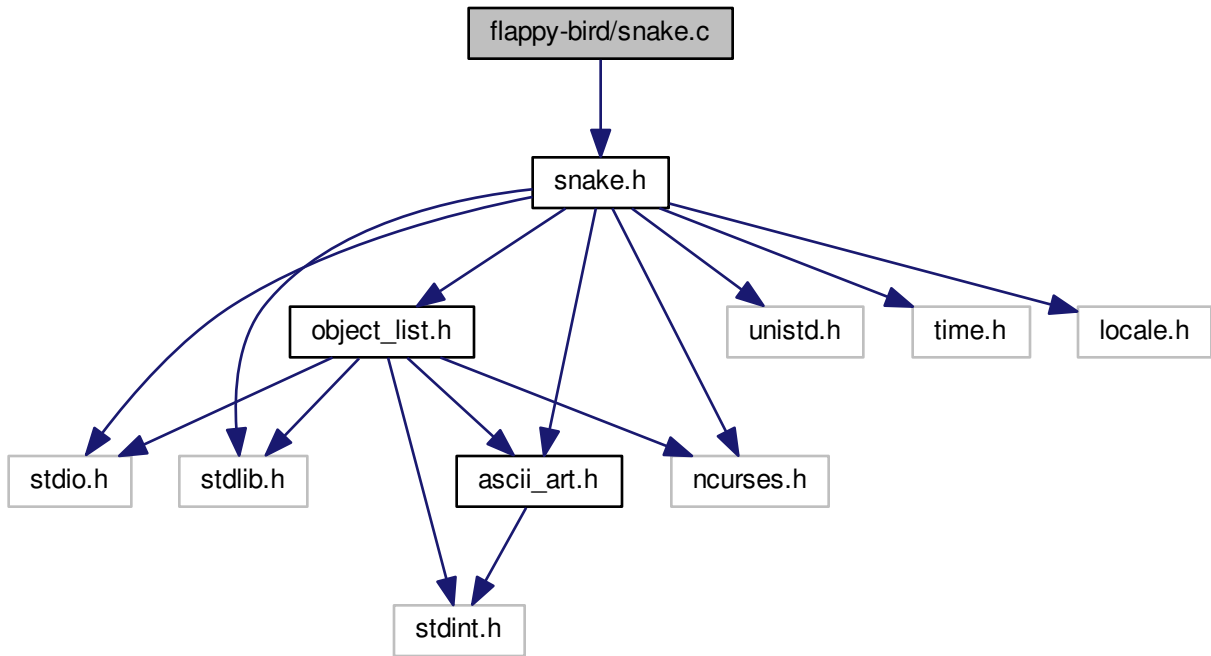 flappy-bird/snake.c
snake.h
object_list.h
unistd.h
time.h
locale.h
stdio.h
stdlib.h
ascii_art.h
ncurses.h
stdint.h